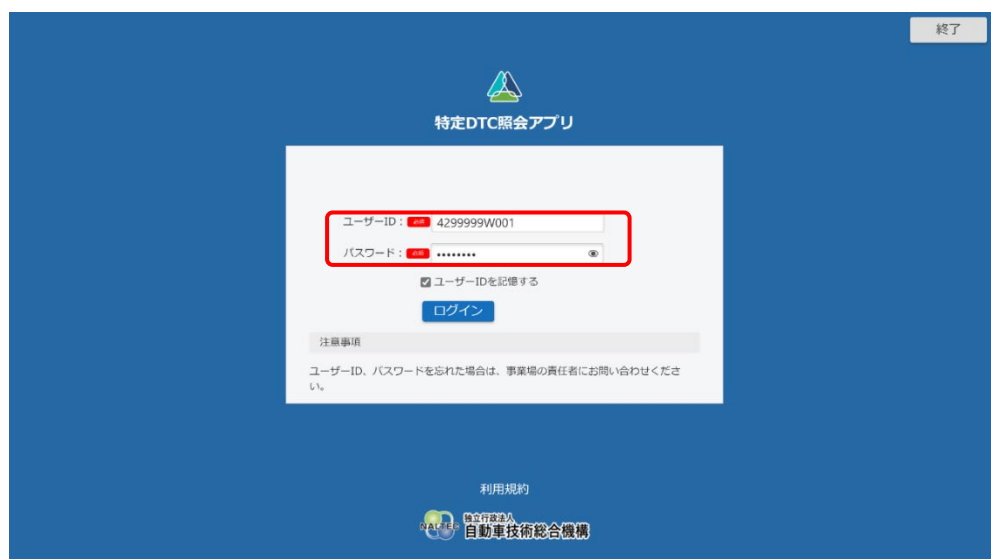 終了
特定DTC照会アプリ
ユーザーID: 必須 4299999W001
パスワード: 必須 ••••••••
ユーザーIDを記憶する
ログイン
注意事項
ユーザーID、パスワードを忘れた場合は、事業場の責任者にお問い合わせくださ
い。
利用規約
NALTEC 独立行政法人
自動車技術総合機構